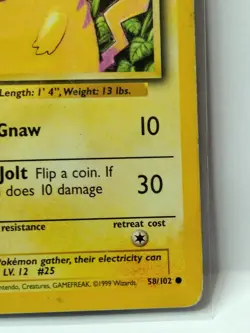 Length: 1' 4", Weight: 13 lbs.
Gnaw 10
Jolt Flip a coin. If
does 10 damage 30
resistance retreat cost
Pokémon gather, their electricity can
LV. 12 #25
Nintendo, Creatures, GAMEFREAK. ©1999 Wizards. 58/102